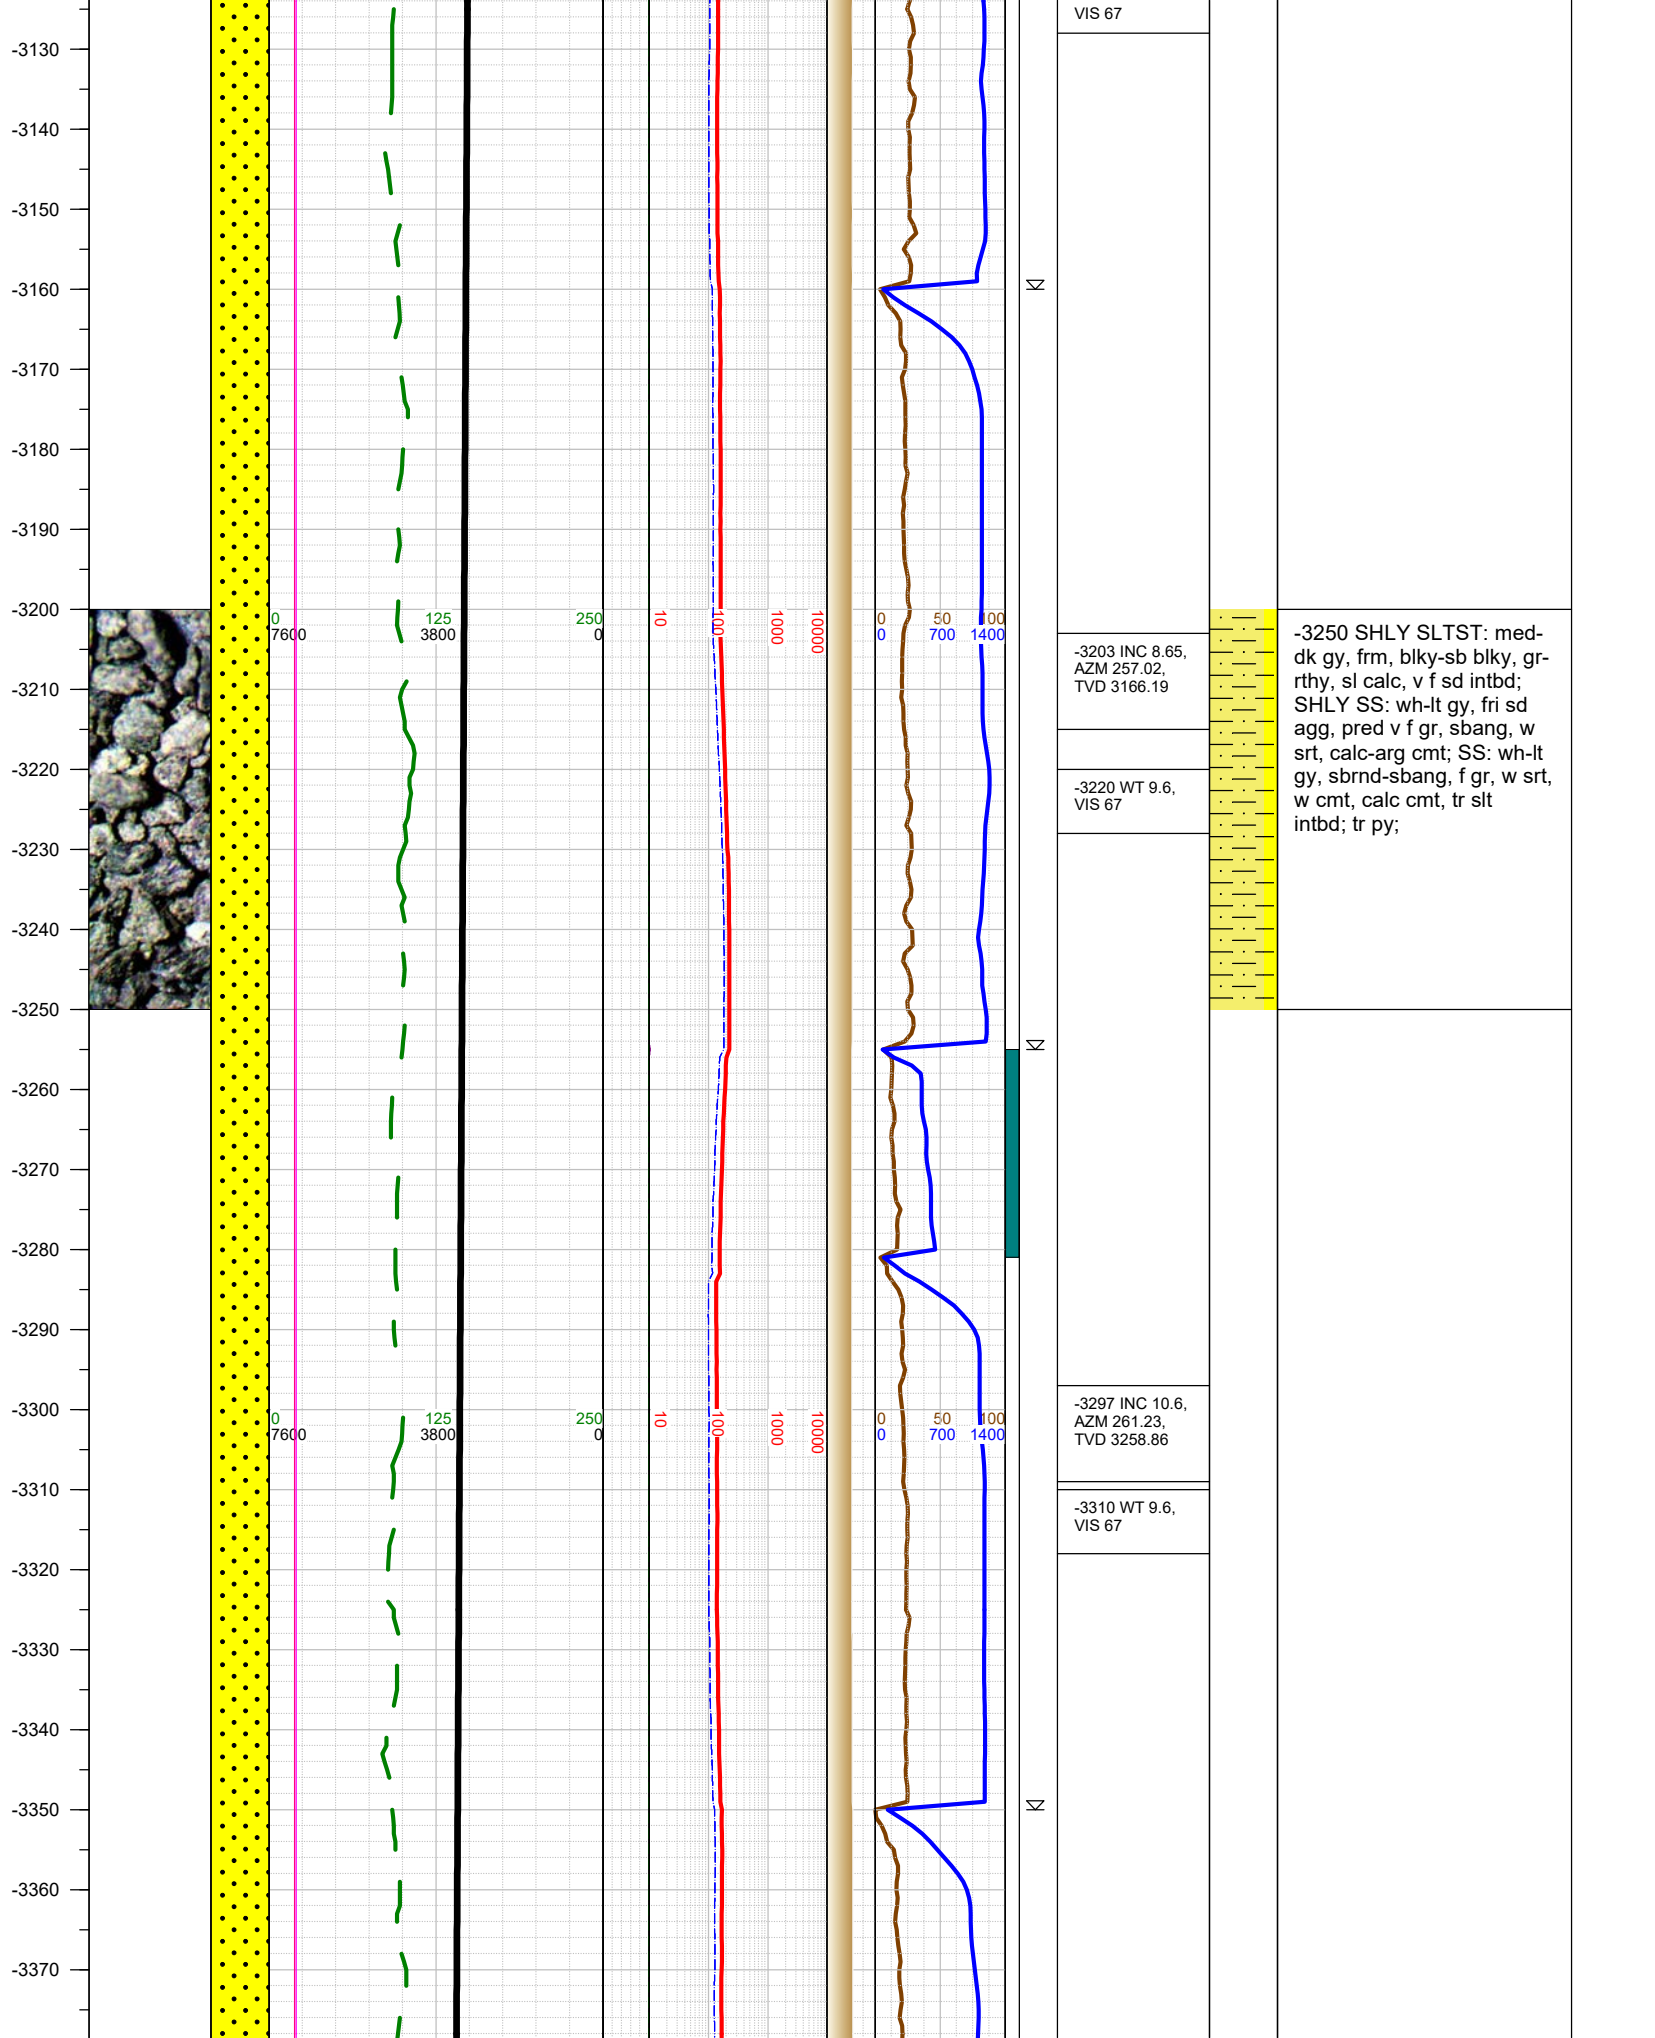 VIS 67
-3130
-3140
-3150
-3160
-3170
-3180
-3190
-3200
0 125 250 10 100 1000 10000 0 50 100
7600 3800 0 0 700 1400
-3203 INC 8.65,
AZM 257.02,
TVD 3166.19
-3250 SHLY SLTST: med-
dk gy, frm, blky-sb blky, gr-
rthy, sl calc, v f sd intbd;
SHLY SS: wh-lt gy, fri sd
agg, pred v f gr, sbang, w
srt, calc-arg cmt; SS: wh-lt
gy, sbrnd-sbang, f gr, w srt,
w cmt, calc cmt, tr slt
intbd; tr py;
-3210
-3220
-3220 WT 9.6,
VIS 67
-3230
-3240
-3250
-3260
-3270
-3280
-3290
-3297 INC 10.6,
AZM 261.23,
TVD 3258.86
-3300
0 125 250 10 100 1000 10000 0 50 100
7600 3800 0 0 700 1400
-3310
-3310 WT 9.6,
VIS 67
-3320
-3330
-3340
-3350
-3360
-3370